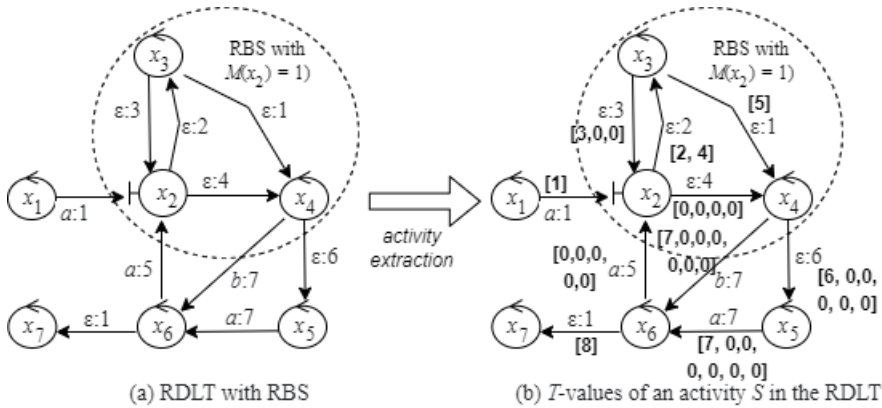 x3
RBS with
M(x2) = 1)
ε:3
ε:2
ε:1
x1
a:1
x2
ε:4
x4
a:5
b:7
ε:6
x7
ε:1
x6
a:7
x5
(a) RDLT with RBS
activity
extraction
x3
RBS with
M(x2) = 1)
[5]
ε:3
[3,0,0]
ε:2
ε:1
[2, 4]
x1
[1]
a:1
x2
ε:4
[0,0,0,0]
x4
[0,0,0,
0,0]
a:5
[7,0,0,0,
0,0,0]
b:7
ε:6
[6, 0,0,
0, 0, 0]
x7
ε:1
[8]
x6
a:7
[7, 0,0,
0, 0, 0, 0]
x5
(b) T-values of an activity S in the RDLT